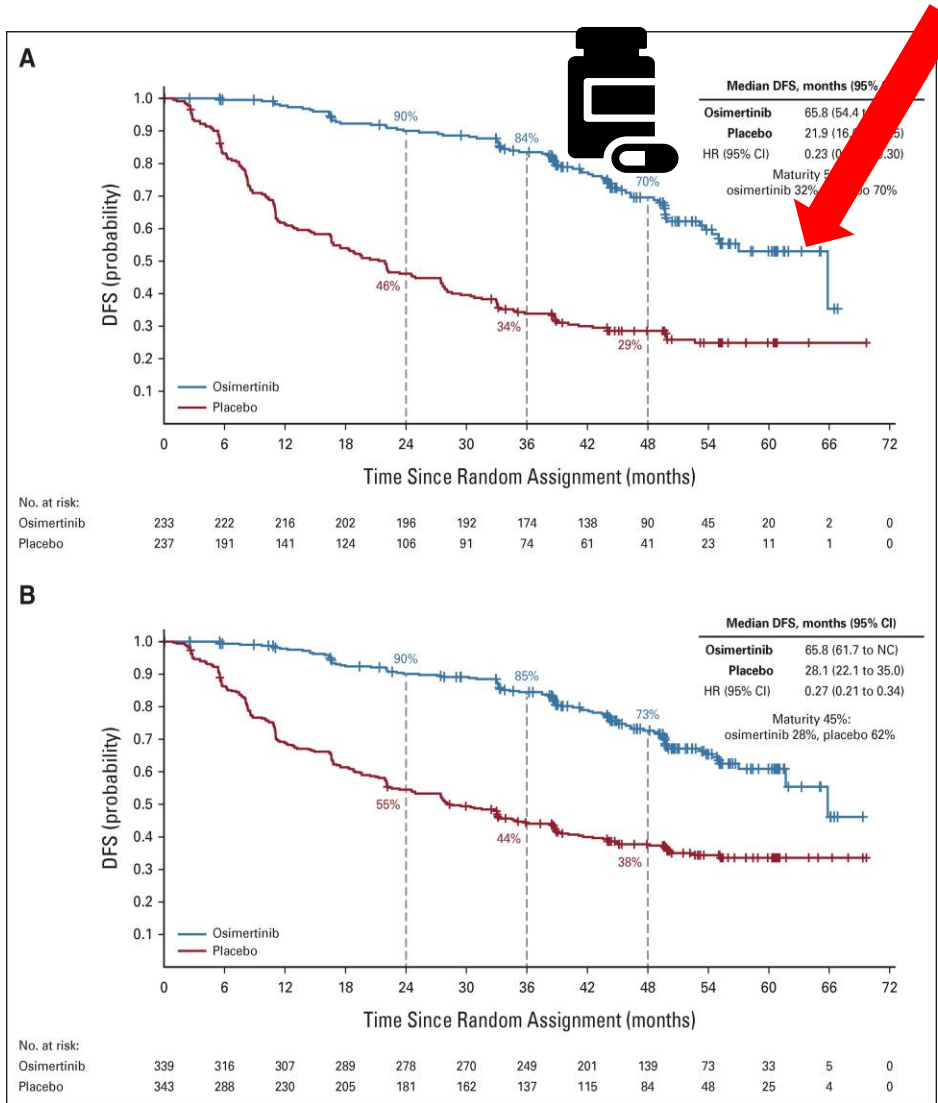 A
Median DFS, months (95%
Osimertinib 65.8 (54.4 t
Placebo 21.9 (16.
HR (95% CI) 0.23 (0. .30)
Maturity 5
osimertinib 32% bo 70%
1.0
0.9
0.8
0.7
0.6
0.5
0.4
0.3
0.2
0.1
DFS (probability)
90%
84%
70%
46%
34%
29%
Osimertinib
Placebo
0 6 12 18 24 30 36 42 48 54 60 66 72
Time Since Random Assignment (months)
No. at risk:
Osimertinib 233 222 216 202 196 192 174 138 90 45 20 2 0
Placebo 237 191 141 124 106 91 74 61 41 23 11 1 0
B
Median DFS, months (95% CI)
Osimertinib 65.8 (61.7 to NC)
Placebo 28.1 (22.1 to 35.0)
HR (95% CI) 0.27 (0.21 to 0.34)
Maturity 45%:
osimertinib 28%, placebo 62%
1.0
0.9
0.8
0.7
0.6
0.5
0.4
0.3
0.2
0.1
DFS (probability)
90%
85%
73%
55%
44%
38%
Osimertinib
Placebo
0 6 12 18 24 30 36 42 48 54 60 66 72
Time Since Random Assignment (months)
No. at risk:
Osimertinib 339 316 307 289 278 270 249 201 139 73 33 5 0
Placebo 343 288 230 205 181 162 137 115 84 48 25 4 0